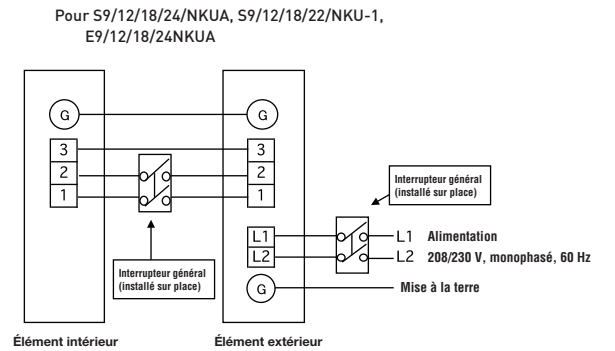 Pour S9/12/18/24/NKUA, S9/12/18/22/NKU-1,
E9/12/18/24NKUA
G
G
3
3
2
2
1
1
Interrupteur général
(installé sur place)
L1
L1 Alimentation
L2
L2 208/230 V, monophasé, 60 Hz
Interrupteur général
(installé sur place)
G
Mise à la terre
Élément intérieur
Élément extérieur